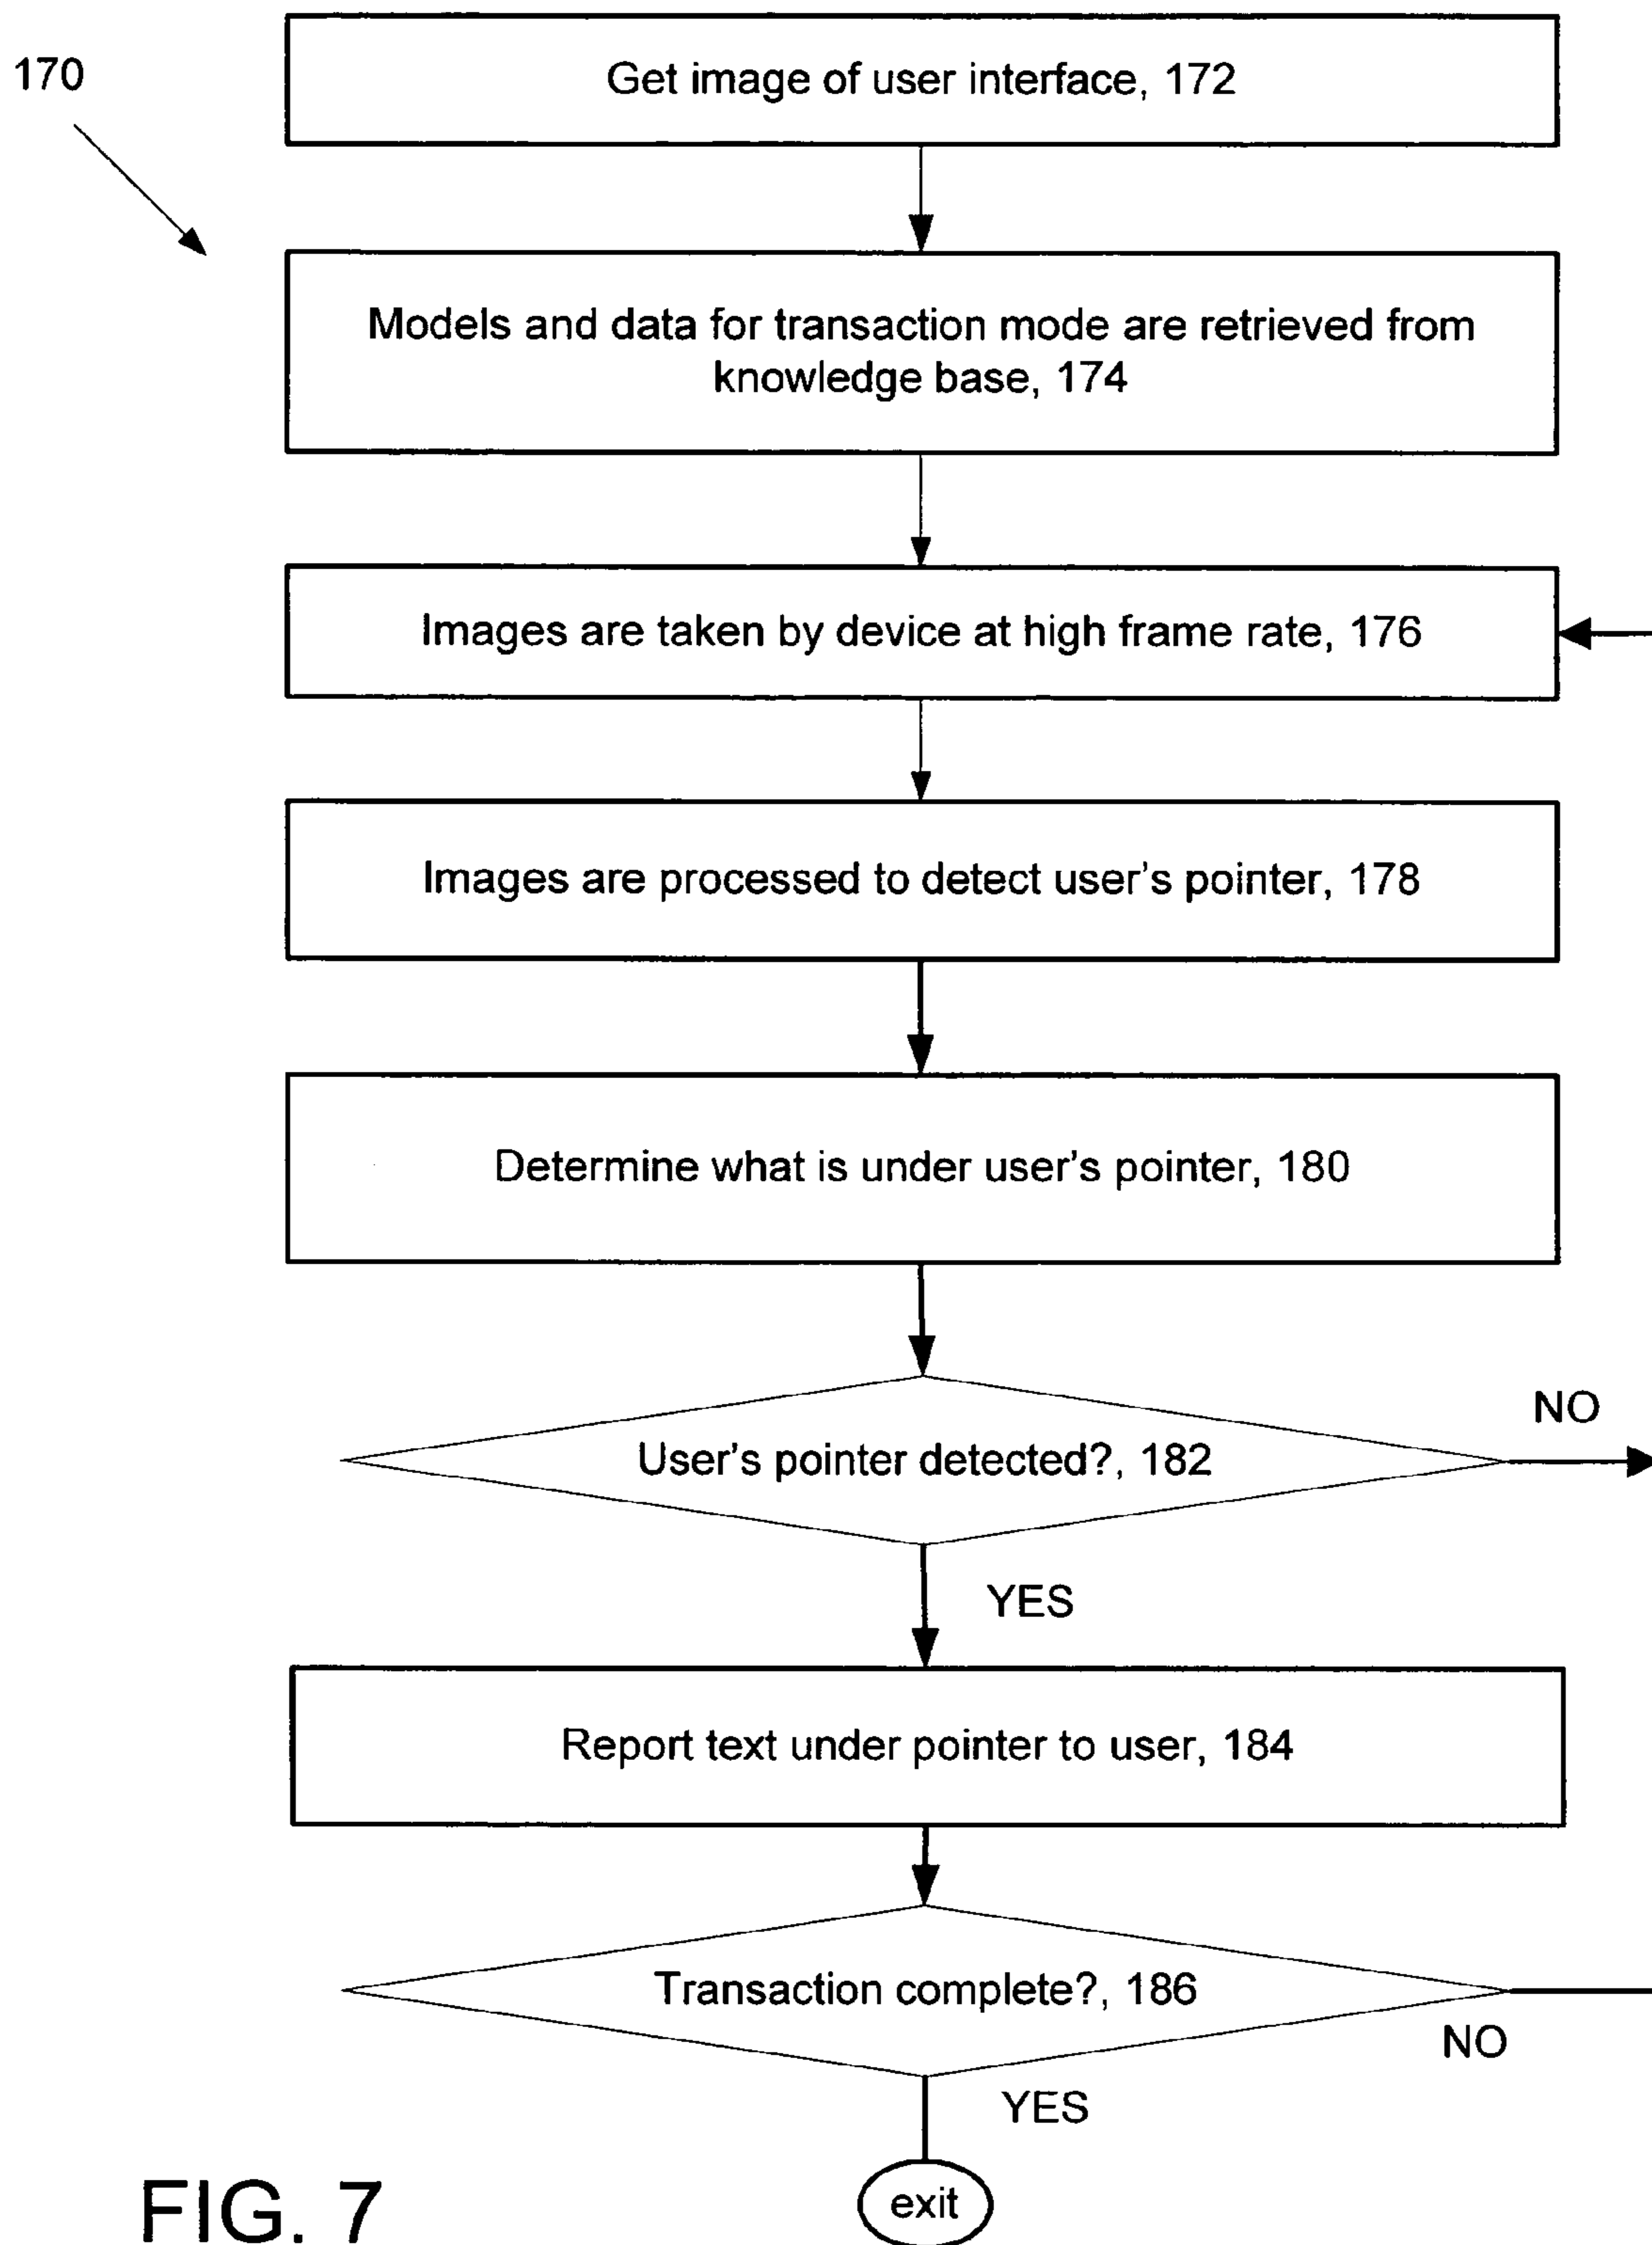 170
Get image of user interface, 172
Models and data for transaction mode are retrieved from
knowledge base, 174
Images are taken by device at high frame rate, 176
Images are processed to detect user's pointer, 178
Determine what is under user's pointer, 180
User's pointer detected?, 182
NO
YES
Report text under pointer to user, 184
Transaction complete?, 186
NO
YES
exit
FIG. 7